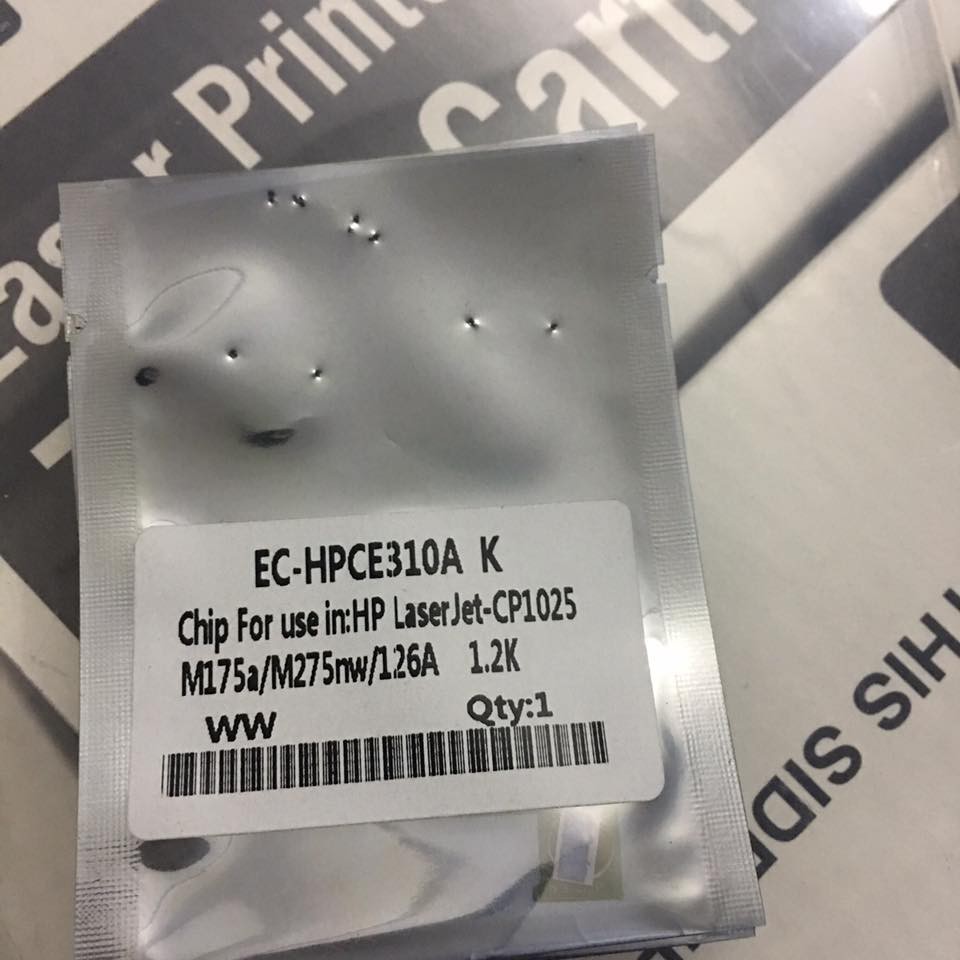 Laser Printer
Cart
THIS SIDE
EC-HPCE310A K
Chip For use in:HP LaserJet-CP1025
M175a/M275nw/126A 1.2K
WW Qty:1